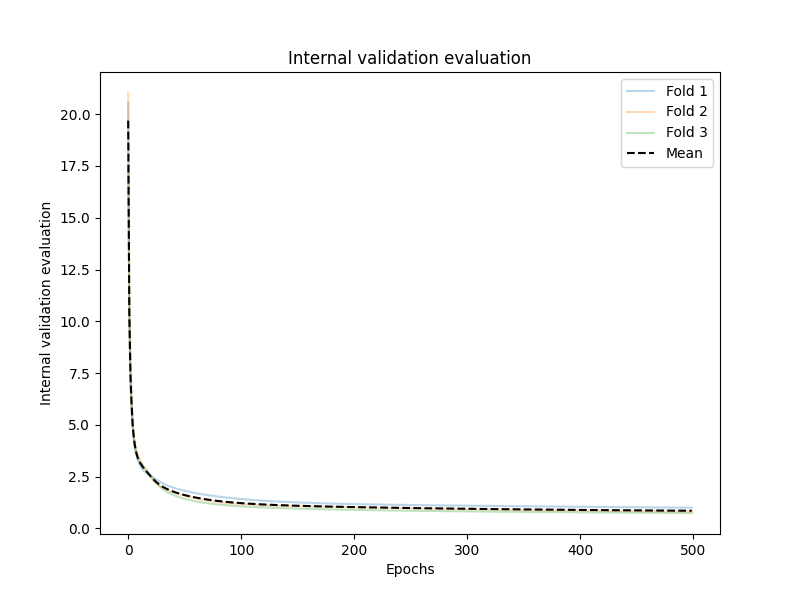 Internal validation evaluation
Fold 1
Fold 2
Fold 3
Mean
Internal validation evaluation
20.0
17.5
15.0
12.5
10.0
7.5
5.0
2.5
0.0
0 100 200 300 400 500
Epochs